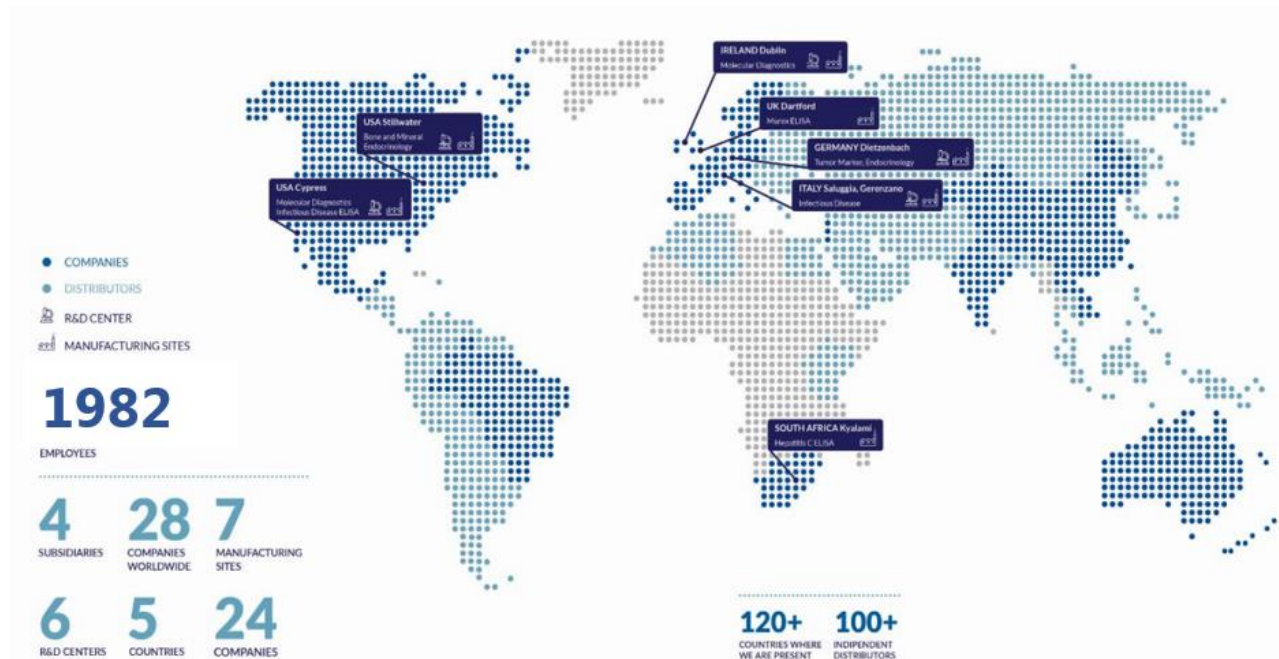 IRELAND Dublin
Molecular Diagnostics
UK Dartford
Murex ELISA
USA Stillwater
Bone and Mineral
Endocrinology
GERMANY Dietzenbach
Tumor Marker, Endocrinology
USA Cypress
Molecular Diagnostics
Infectious Disease ELISA
ITALY Saluggia, Gerenzano
Infectious Disease
COMPANIES
DISTRIBUTORS
R&D CENTER
MANUFACTURING SITES
1982
EMPLOYEES
SOUTH AFRICA Kyalami
Hepatitis C ELISA
4
SUBSIDIARIES
28
COMPANIES
WORLDWIDE
7
MANUFACTURING
SITES
6
R&D CENTERS
5
COUNTRIES
24
COMPANIES
120+
COUNTRIES WHERE
WE ARE PRESENT
100+
INDIPENDENT
DISTRIBUTORS